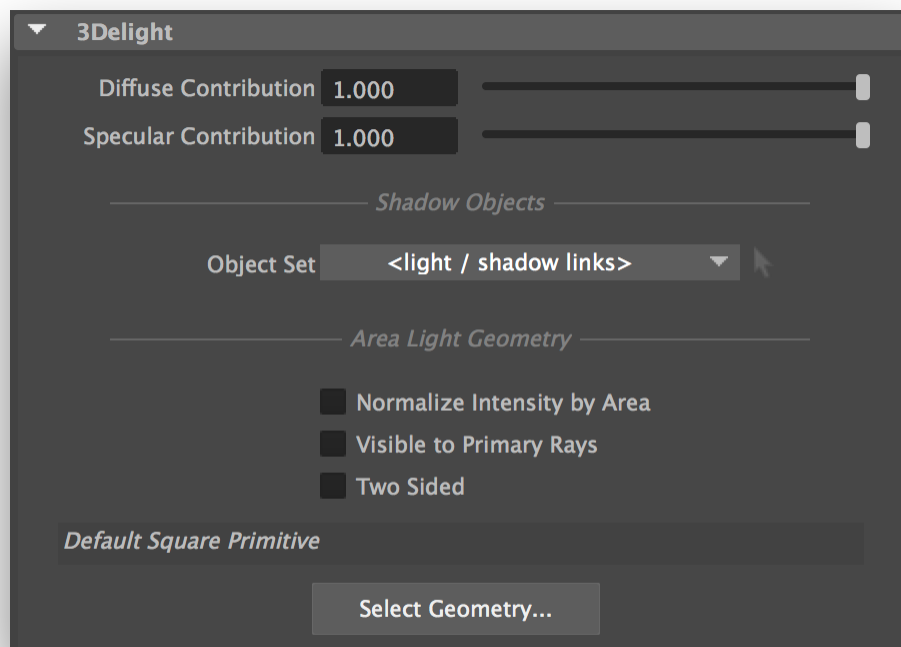 3Delight
Diffuse Contribution 1.000
Specular Contribution 1.000
Shadow Objects
Object Set <light / shadow links>
Area Light Geometry
Normalize Intensity by Area
Visible to Primary Rays
Two Sided
Default Square Primitive
Select Geometry...